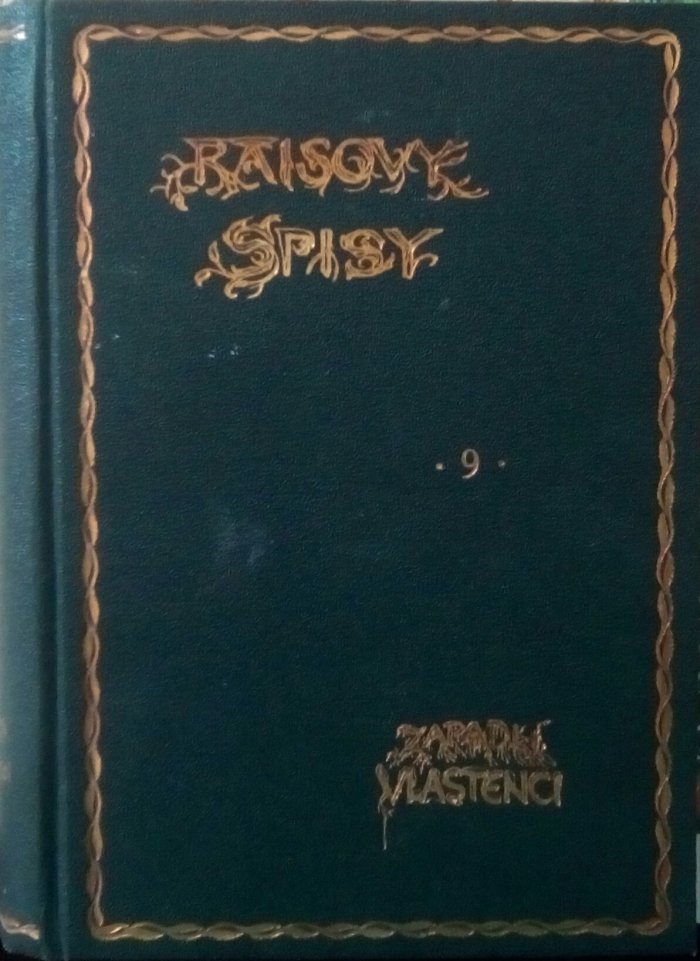 RAISOVY
SPISY
· 9 ·
ZAPADLÍ
VLASTENCI